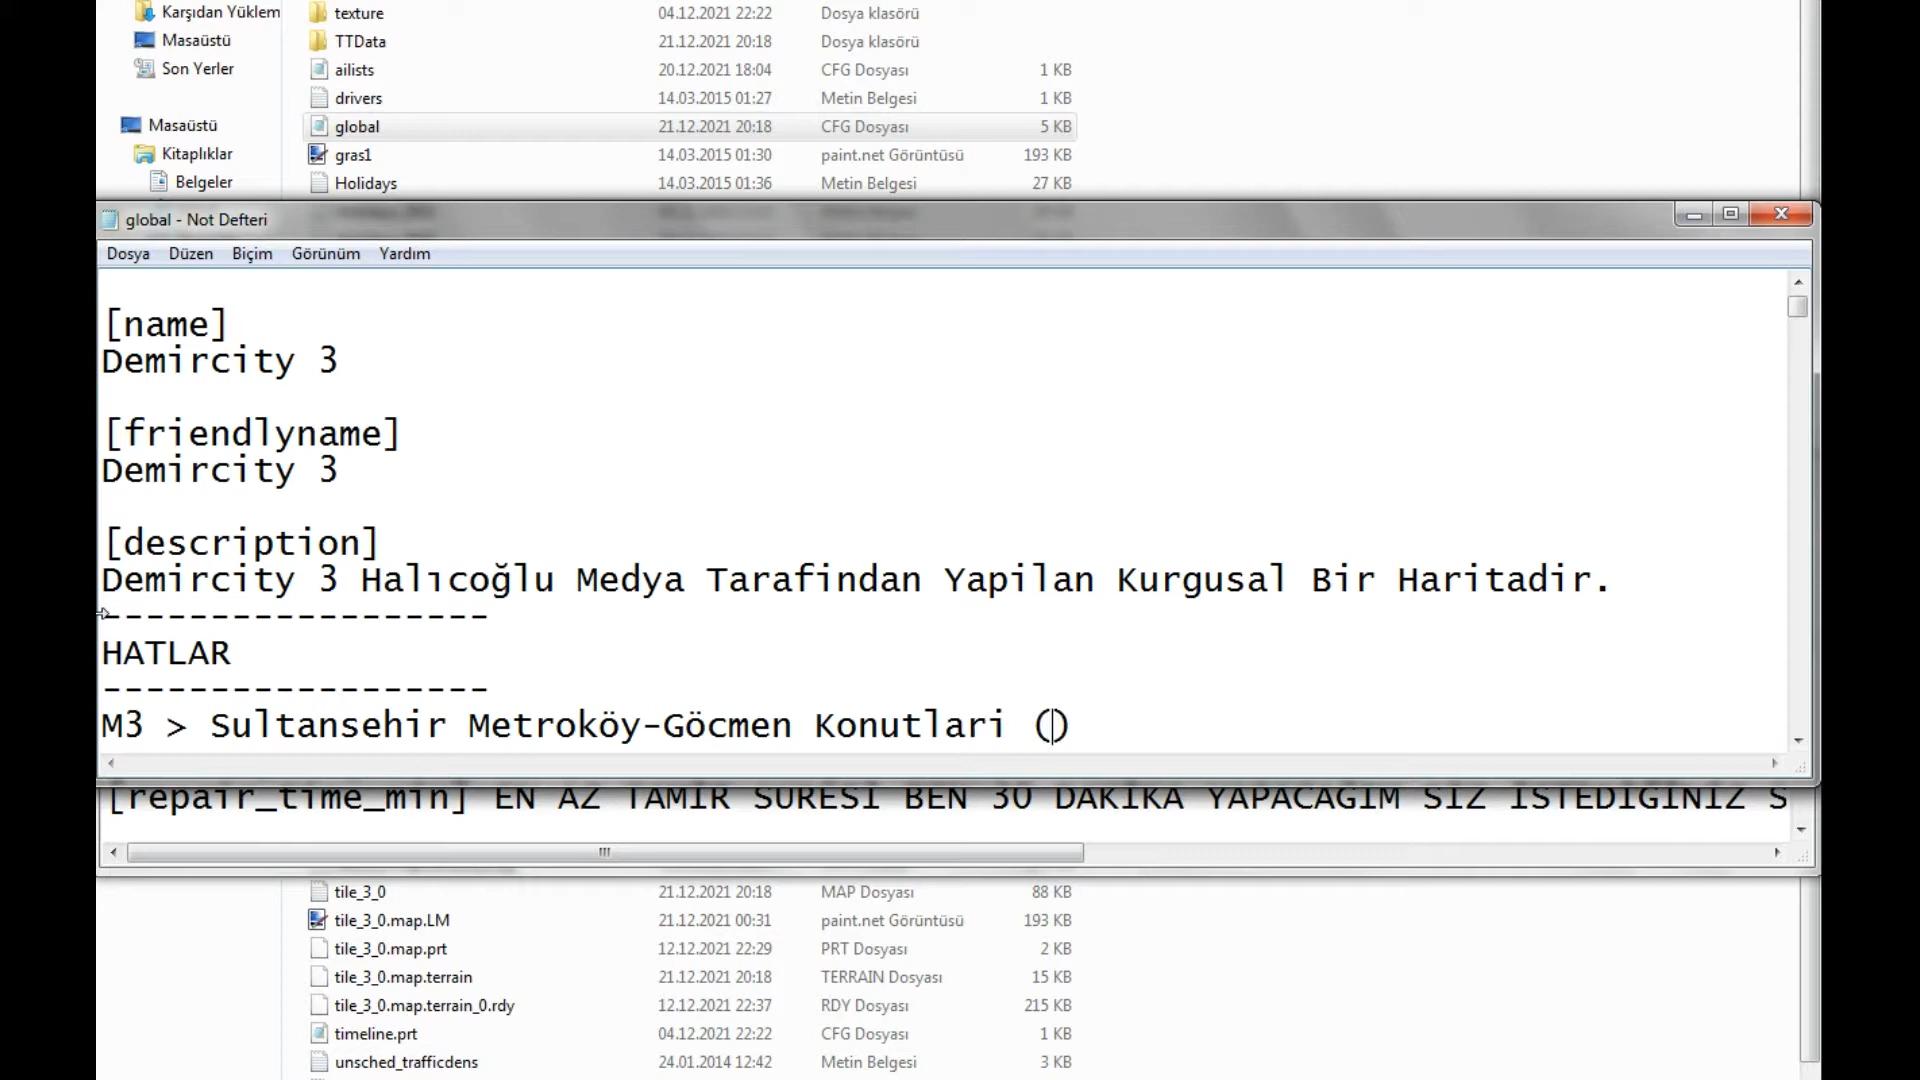 Karşıdan Yüklem texture 04.12.2021 22:22 Dosya klasörü
Masaüstü TTData 21.12.2021 20:18 Dosya klasörü
Son Yerler ailists 20.12.2021 18:04 CFG Dosyası 1 KB
drivers 14.03.2015 01:27 Metin Belgesi 1 KB
Masaüstü global 21.12.2021 20:18 CFG Dosyası 5 KB
Kitaplıklar gras1 14.03.2015 01:30 paint.net Görüntüsü 193 KB
Belgeler Holidays 14.03.2015 01:36 Metin Belgesi 27 KB
global - Not Defteri
Dosya Düzen Biçim Görünüm Yardım
[name]
Demircity 3
[friendlyname]
Demircity 3
[description]
Demircity 3 Halıcoğlu Medya Tarafindan Yapilan Kurgusal Bir Haritadir.
------------------
HATLAR
------------------
M3 > Sultansehir Metroköy-Göcmen Konutlari ()
[repair_time_min] EN AZ TAMİR SÜRESİ BEN 30 DAKİKA YAPACAĞIM SİZ İSTEDİĞİNİZ S
tile_3_0 21.12.2021 20:18 MAP Dosyası 88 KB
tile_3_0.map.LM 21.12.2021 00:31 paint.net Görüntüsü 193 KB
tile_3_0.map.prt 12.12.2021 22:29 PRT Dosyası 2 KB
tile_3_0.map.terrain 21.12.2021 20:18 TERRAIN Dosyası 15 KB
tile_3_0.map.terrain_0.rdy 12.12.2021 22:37 RDY Dosyası 215 KB
timeline.prt 04.12.2021 22:22 CFG Dosyası 1 KB
unsched_trafficdens 24.01.2014 12:42 Metin Belgesi 3 KB